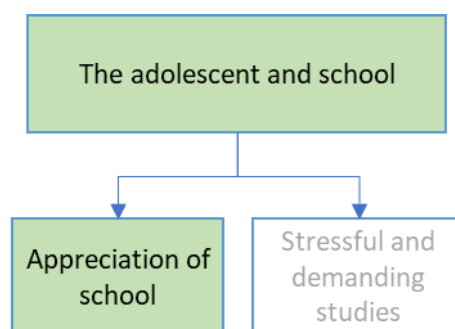 The adolescent and school
Appreciation of
school
Stressful and
demanding
studies